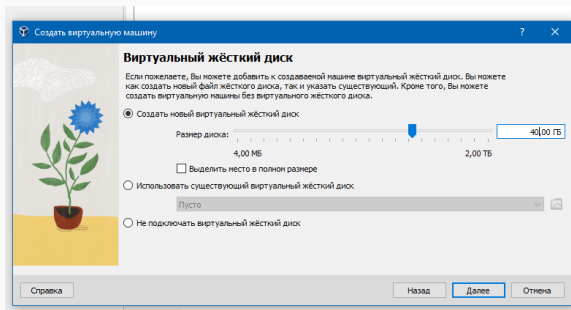 Создать виртуальную машину
Виртуальный жёсткий диск
Если пожелаете, Вы можете добавить к создаваемой машине виртуальный жёсткий диск. Вы можете
как создать новый файл жёсткого диска, так и указать существующий. Кроме того, Вы можете
создать виртуальную машины без виртуального жёсткого диска.
Создать новый виртуальный жёсткий диск
Размер диска: 40,00 ГБ
4,00 МБ 2,00 ТБ
Выделить место в полном размере
Использовать существующий виртуальный жёсткий диск
Пусто
Не подключать виртуальный жёсткий диск
Справка Назад Далее Отмена